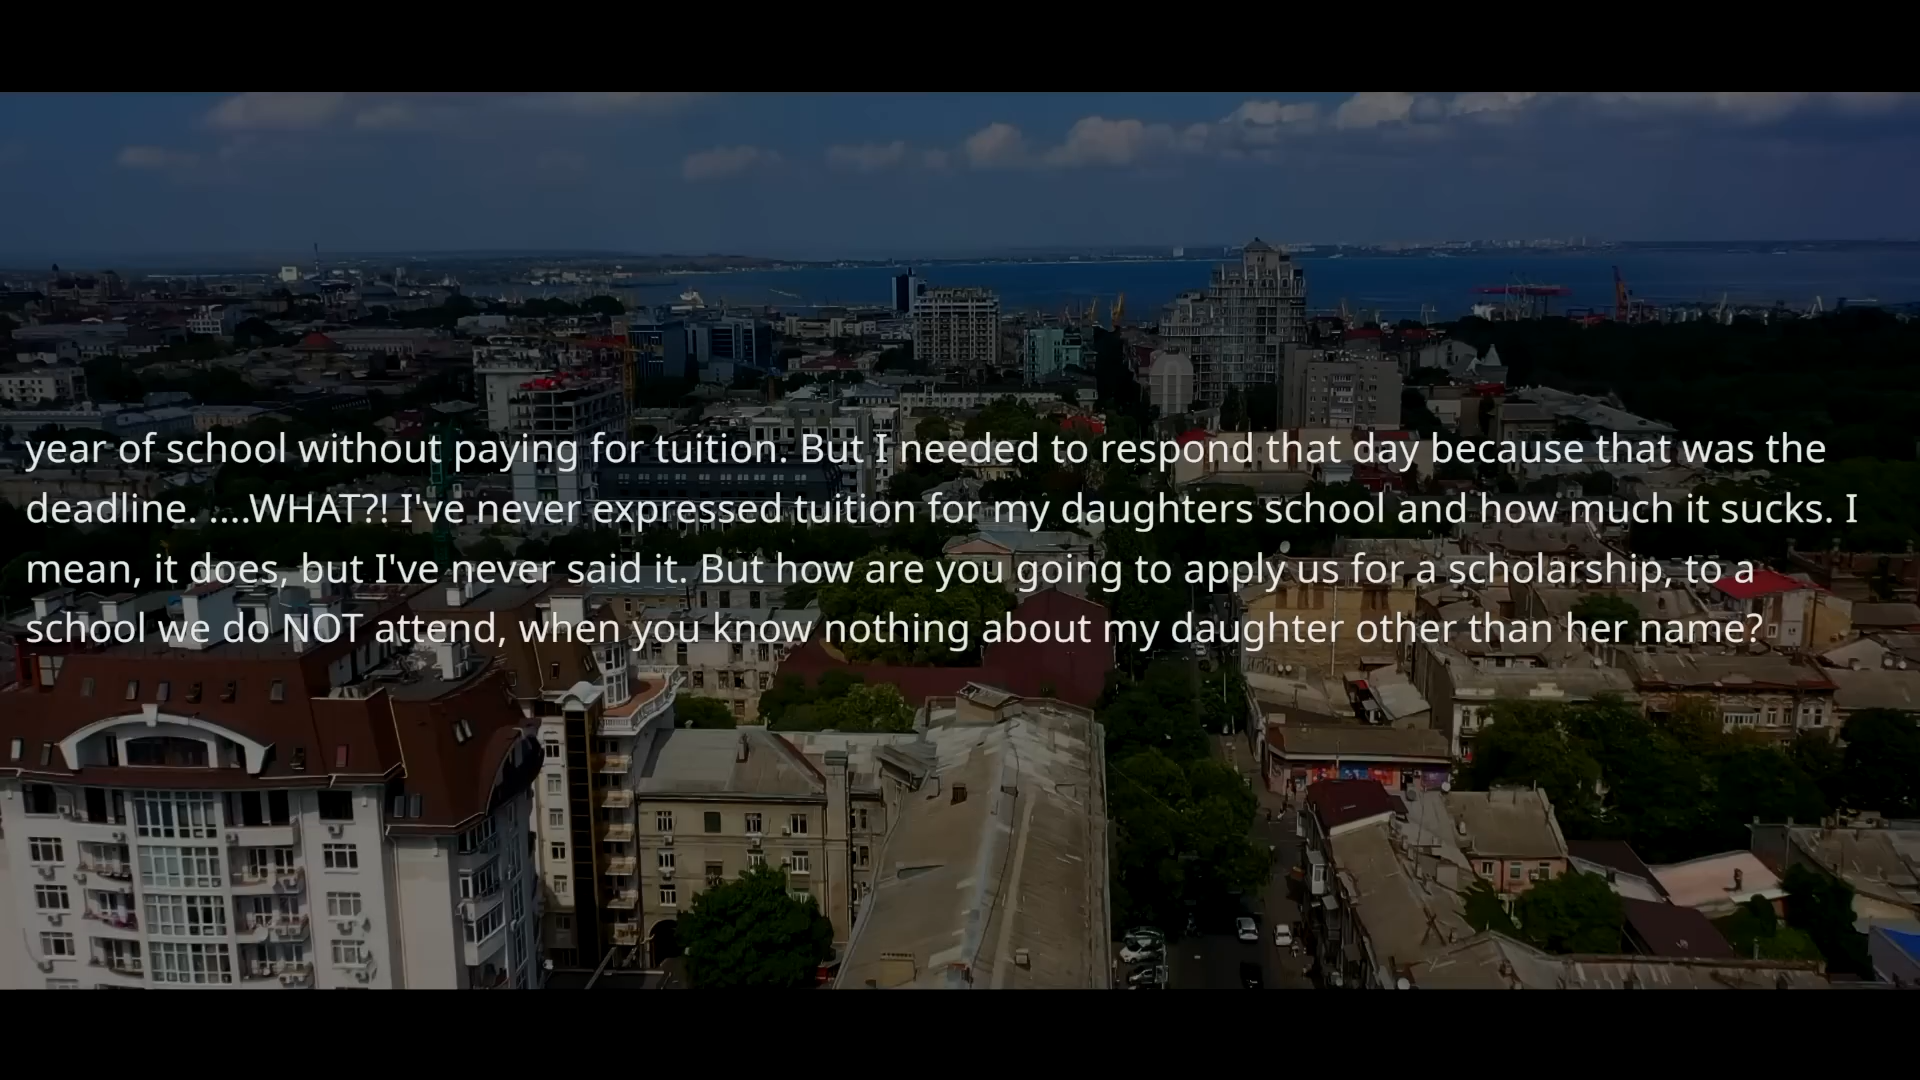 year of school without paying for tuition. But I needed to respond that day because that was the
deadline. ....WHAT?! I've never expressed tuition for my daughters school and how much it sucks. I
mean, it does, but I've never said it. But how are you going to apply us for a scholarship, to a
school we do NOT attend, when you know nothing about my daughter other than her name?